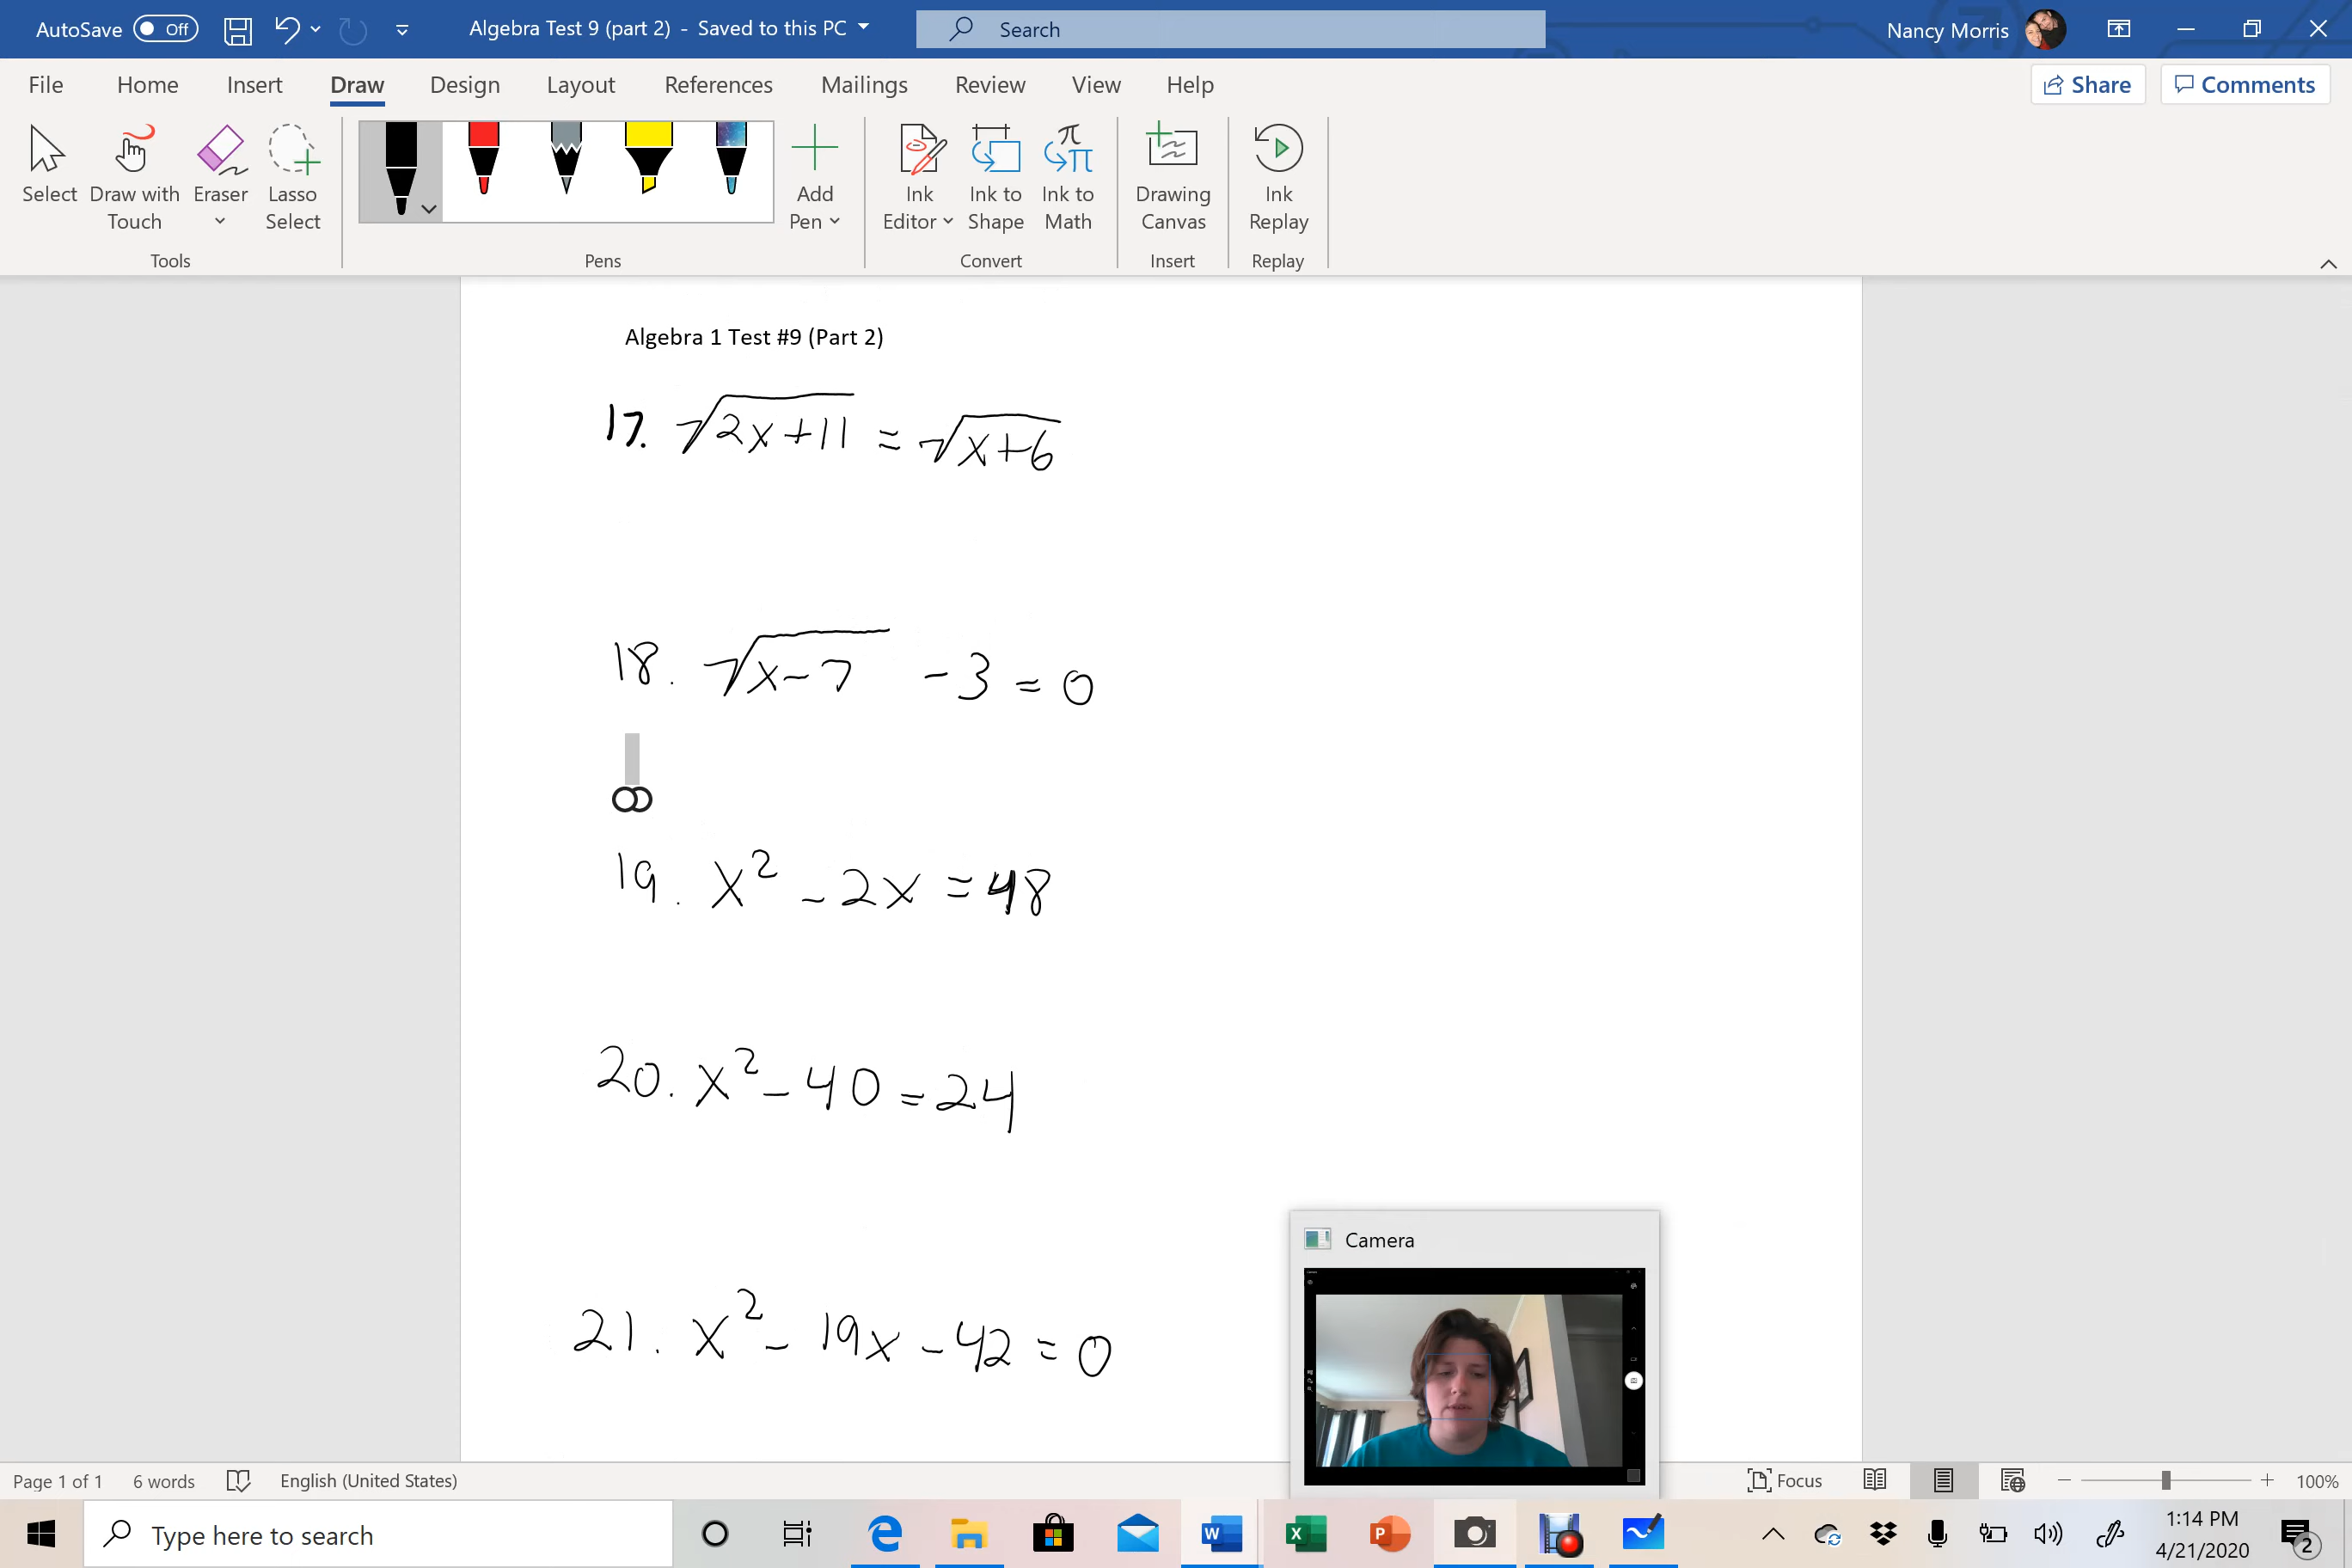 AutoSave Off Algebra Test 9 (part 2) - Saved to this PC Search Nancy Morris
File Home Insert Draw Design Layout References Mailings Review View Help Share Comments
Select Draw with Touch Eraser Lasso Select Add Pen Ink Editor Ink to Shape Ink to Math Drawing Canvas Ink Replay
Tools Pens Convert Insert Replay
Algebra 1 Test #9 (Part 2)
17. √(2x+11) = √(x+6)
18. √(x-7) - 3 = 0
19. x² - 2x = 48
20. x² - 40 = 24
21. x² - 19x - 42 = 0
Camera
Page 1 of 1 6 words English (United States) Focus 100%
Type here to search 1:14 PM
4/21/2020 2